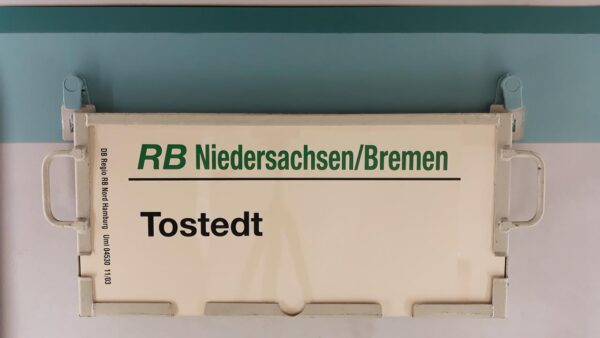 RB Niedersachsen/Bremen
Tostedt
DB Regio RB Nord Hamburg Uml 04530 11/03